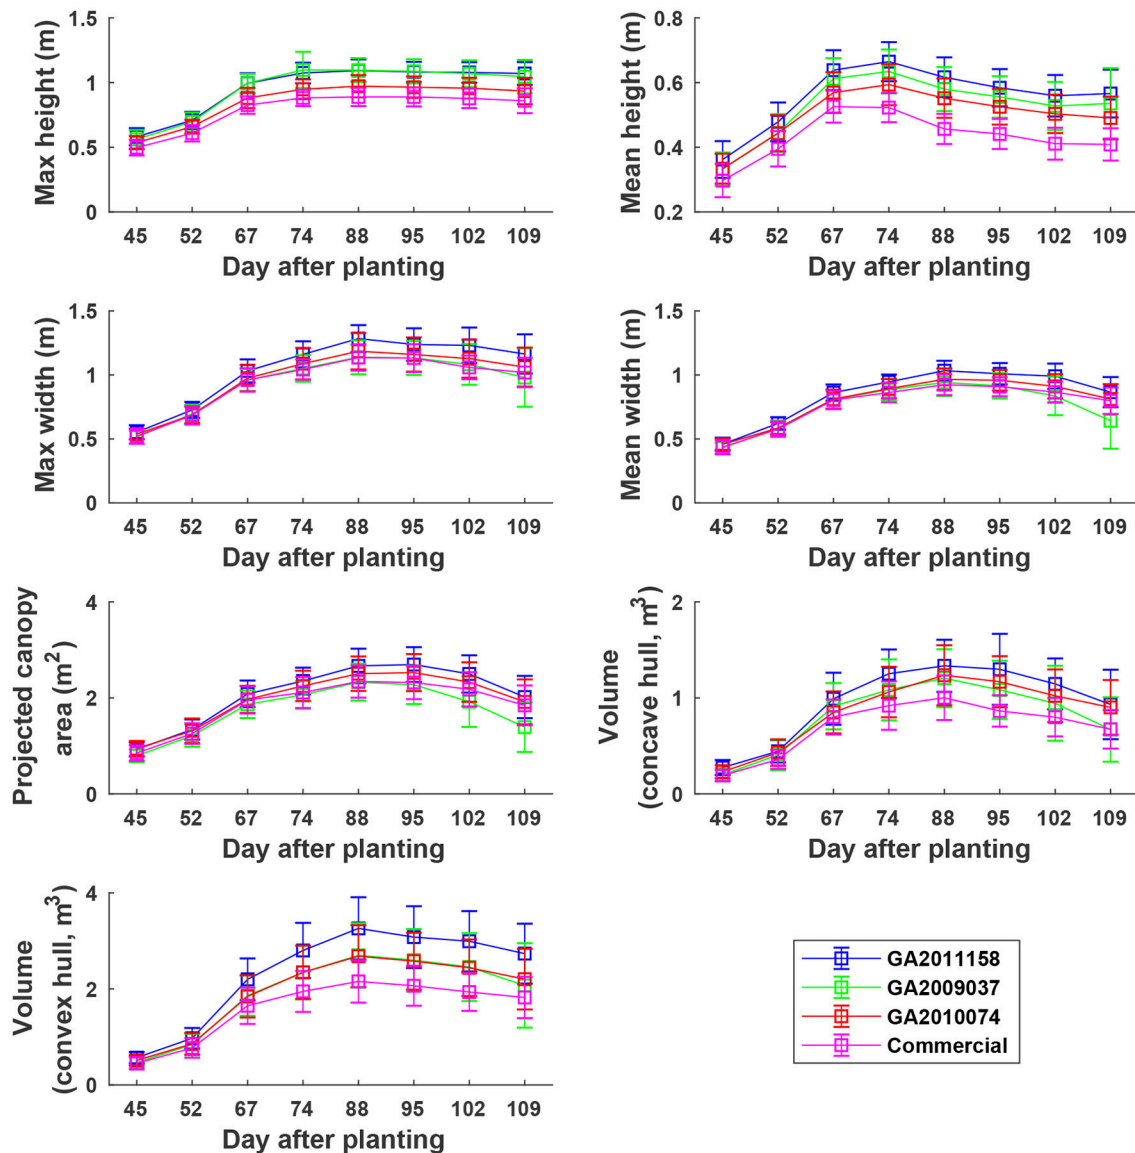 Max height (m)
1.5
1
0.5
0
45 52 67 74 88 95 102 109
Day after planting
Mean height (m)
0.8
0.6
0.4
0.2
45 52 67 74 88 95 102 109
Day after planting
Max width (m)
1.5
1
0.5
0
45 52 67 74 88 95 102 109
Day after planting
Mean width (m)
1.5
1
0.5
0
45 52 67 74 88 95 102 109
Day after planting
Projected canopy
area (m²)
4
2
0
45 52 67 74 88 95 102 109
Day after planting
Volume
(concave hull, m³)
2
1
0
45 52 67 74 88 95 102 109
Day after planting
Volume
(convex hull, m³)
4
2
0
45 52 67 74 88 95 102 109
Day after planting
GA2011158
GA2009037
GA2010074
Commercial